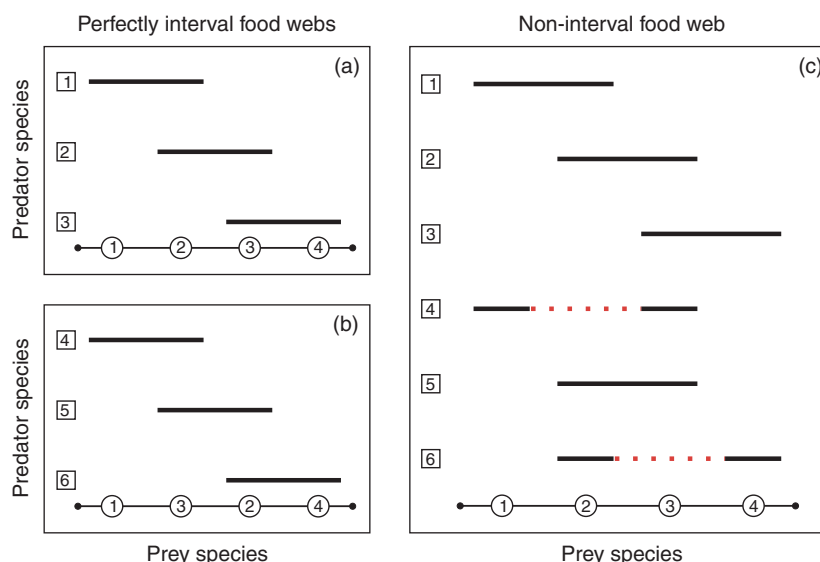 Perfectly interval food webs
Non-interval food web
(a)
Predator species
1
2
3
1 2 3 4
(b)
Predator species
4
5
6
1 3 2 4
Prey species
(c)
1
2
3
4
5
6
1 2 3 4
Prey species